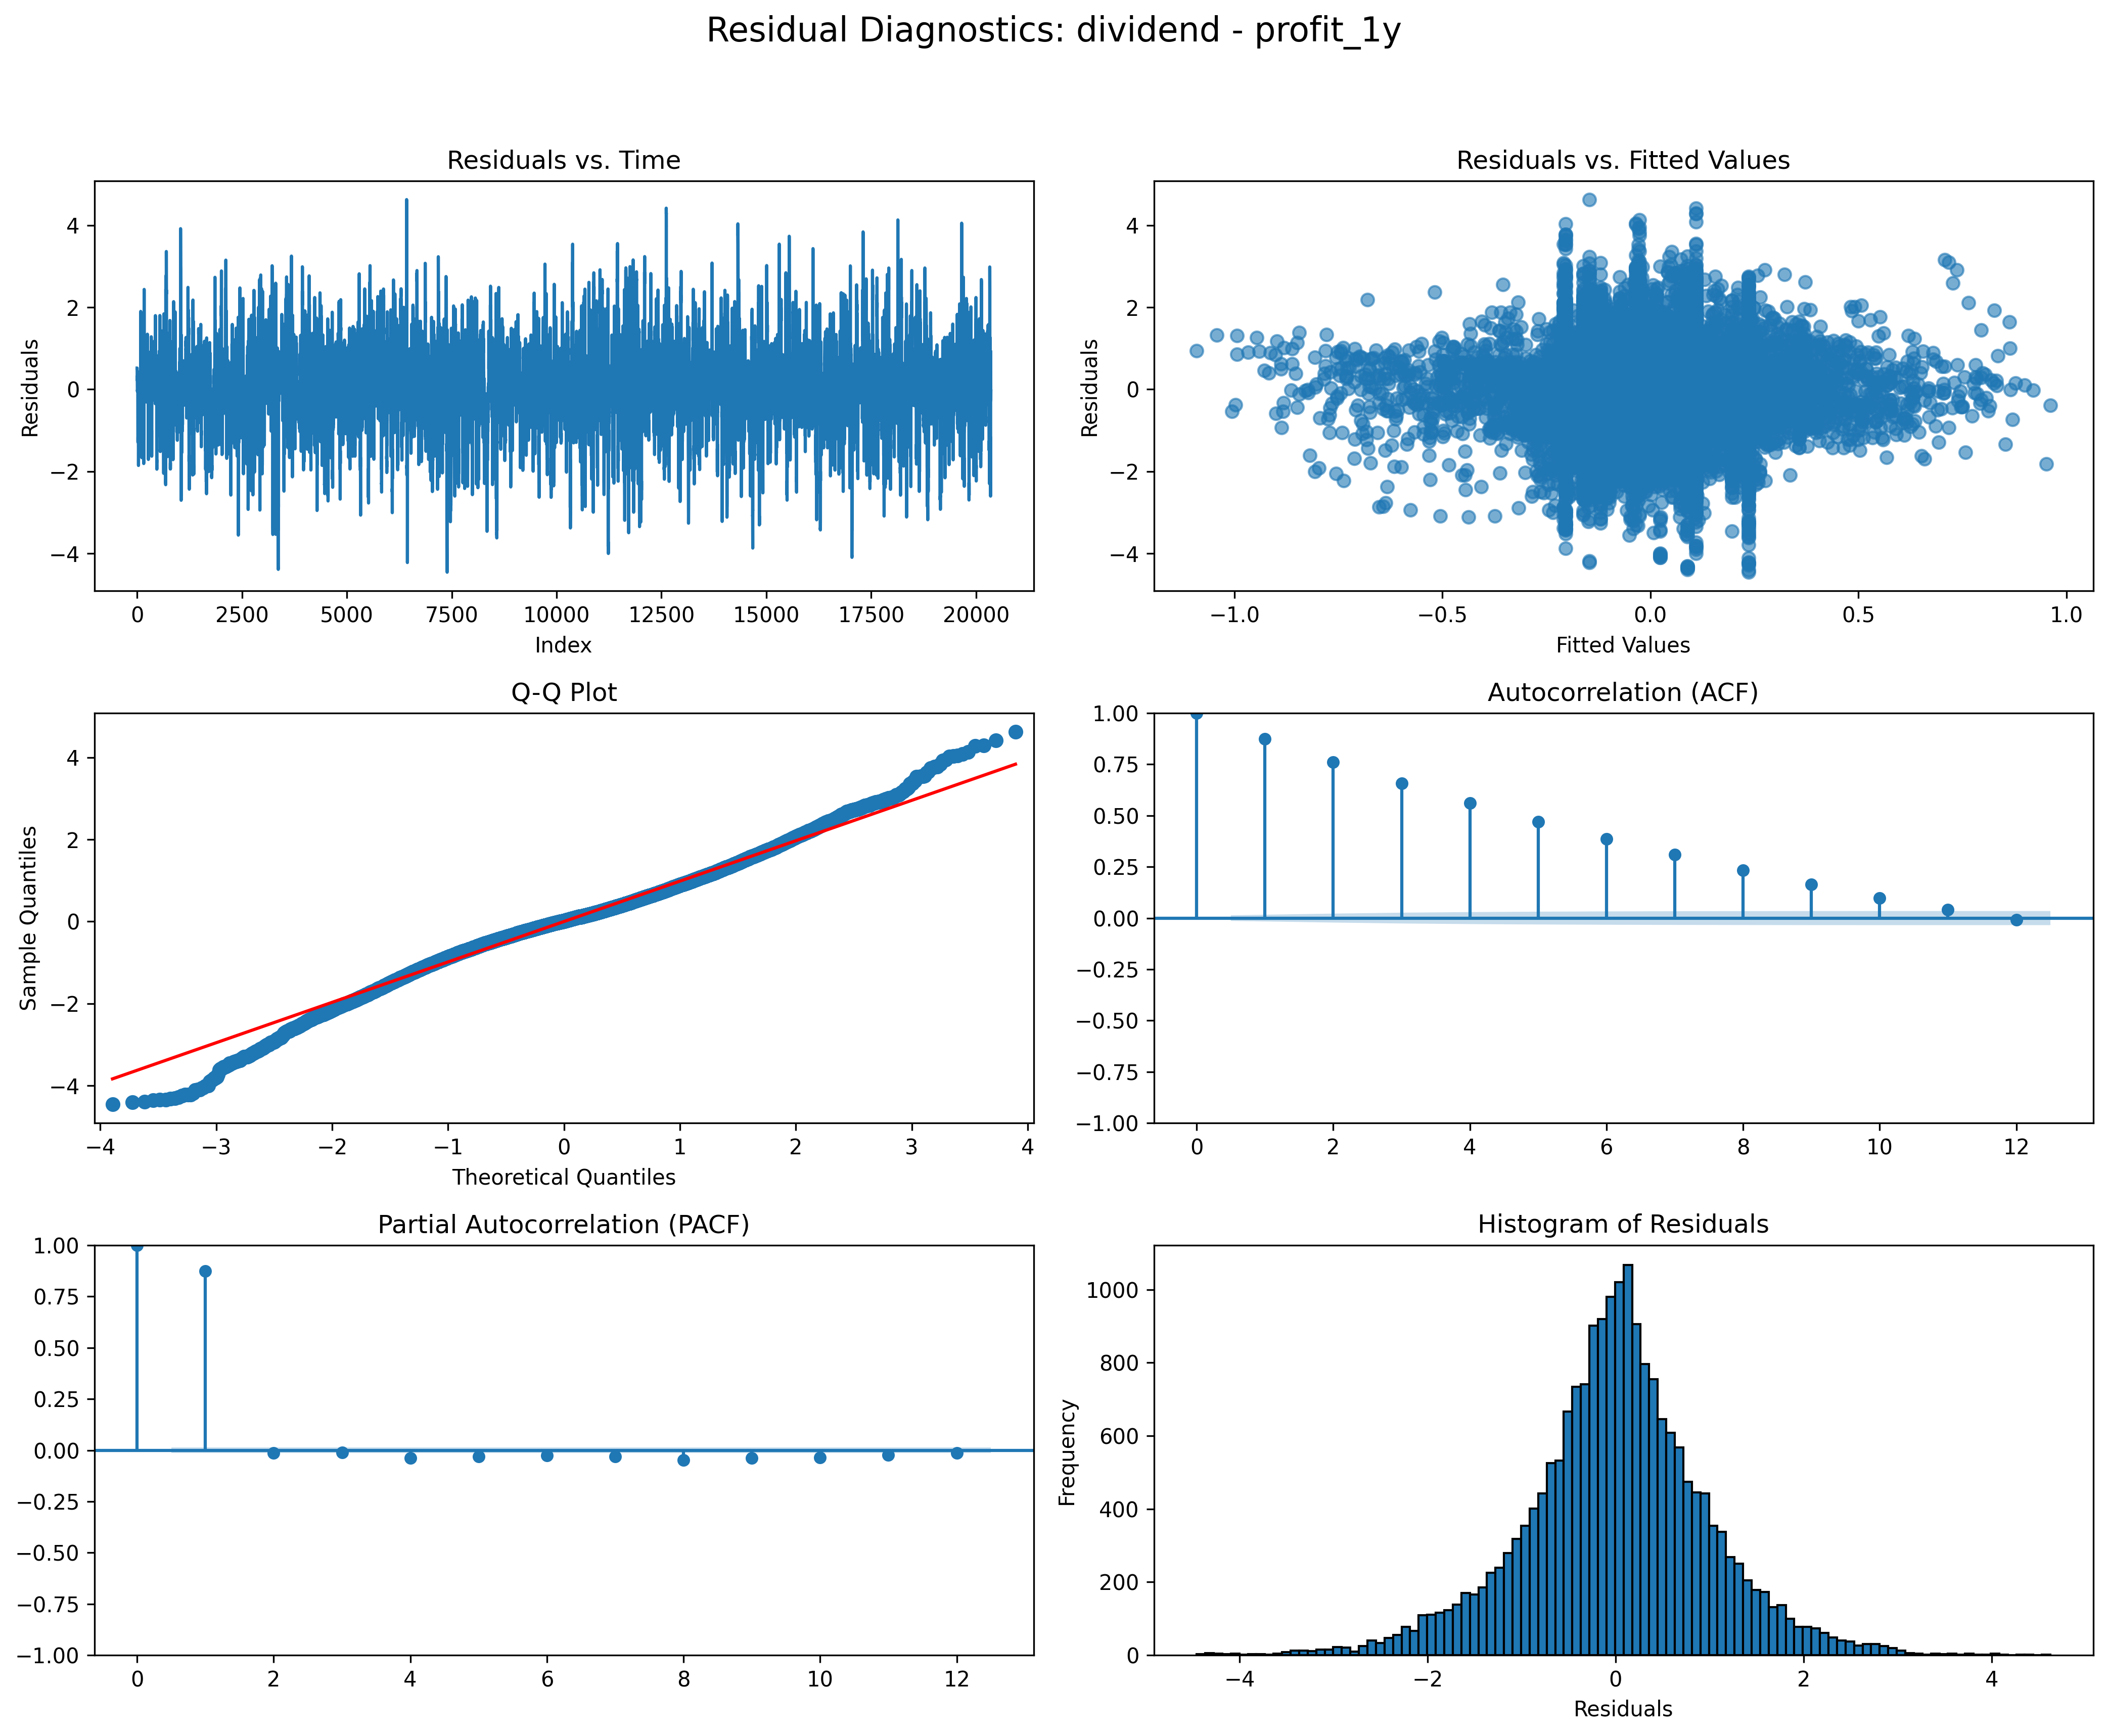 Residual Diagnostics: dividend - profit_1y
Residuals vs. Time
Residuals
4
2
0
−2
−4
0 2500 5000 7500 10000 12500 15000 17500 20000
Index
Residuals vs. Fitted Values
Residuals
4
2
0
−2
−4
−1.0 −0.5 0.0 0.5 1.0
Fitted Values
Q-Q Plot
Sample Quantiles
4
2
0
−2
−4
−4 −3 −2 −1 0 1 2 3 4
Theoretical Quantiles
Autocorrelation (ACF)
1.00
0.75
0.50
0.25
0.00
−0.25
−0.50
−0.75
−1.00
0 2 4 6 8 10 12
Partial Autocorrelation (PACF)
1.00
0.75
0.50
0.25
0.00
−0.25
−0.50
−0.75
−1.00
0 2 4 6 8 10 12
Histogram of Residuals
Frequency
1000
800
600
400
200
0
−4 −2 0 2 4
Residuals